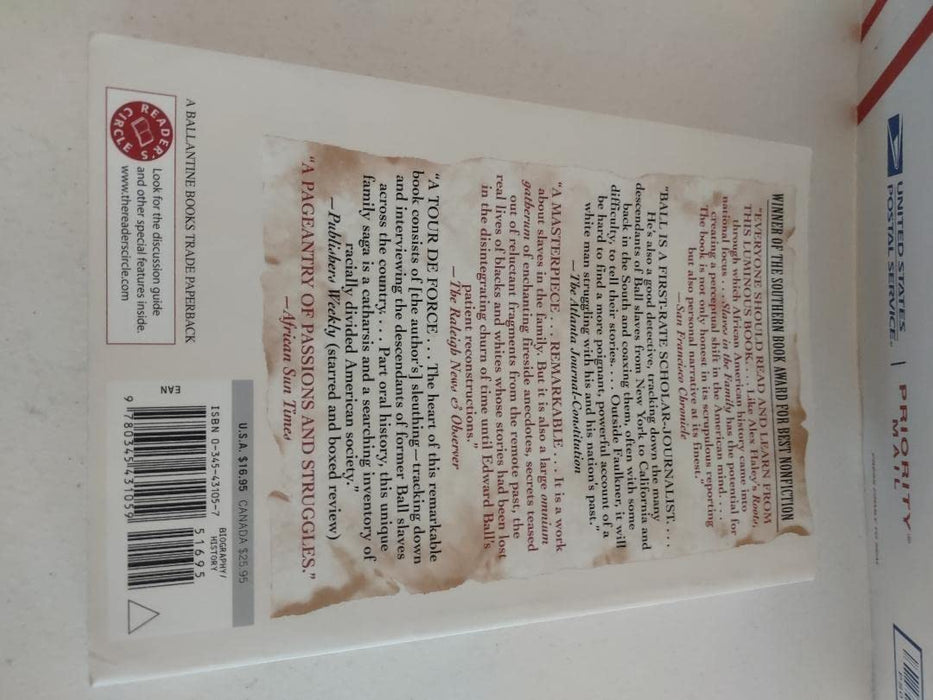 WINNER OF THE SOUTHERN BOOK AWARD FOR BEST NONFICTION
"EVERYONE SHOULD READ AND LEARN FROM
THIS LUMINOUS BOOK. . . . Like Alex Haley's Roots,
through which African American history came into
national focus . . . Slaves in the Family has the potential for
creating a perceptual shift in the American mind. . . .
The book is not only honest in its scrupulous reporting
but also personal narrative at its finest."
—San Francisco Chronicle
"BALL IS A FIRST-RATE SCHOLAR-JOURNALIST. . . .
He's also a good detective, tracking down the many
descendants of Ball slaves from New York to California and
back in the South and coaxing them, often with some
difficulty, to tell their stories. . . . Outside Faulkner, it will
be hard to find a more poignant, powerful account of a
white man struggling with his and his nation's past."
—The Atlanta Journal-Constitution
"A MASTERPIECE. . . . REMARKABLE. . . . It is a work
about slaves in the family. But it is also a large omnium
gatherum of enchanting fireside anecdotes, secrets teased
out of reluctant fragments from the remote past, the
real lives of blacks and whites whose stories had been lost
in the disintegrating churn of time until Edward Ball's
patient reconstructions."
—The Raleigh News & Observer
"A TOUR DE FORCE. . . . The heart of this remarkable
book consists of [the author's] sleuthing—tracking down
and interviewing the descendants of former Ball slaves
across the country. . . . Part oral history, this unique
family saga is a catharsis and a searching inventory of
racially divided American society."
—Publishers Weekly (starred and boxed review)
"A PAGEANTRY OF PASSIONS AND STRUGGLES."
—African Sun Times
A BALLANTINE BOOKS TRADE PAPERBACK
READER'S
CIRCLE
Look for the discussion guide
and other special features inside.
www.thereaderscircle.com
U.S.A. $16.95 CANADA $25.95
BIOGRAPHY/
HISTORY
ISBN 0-345-43105-7
51695
EAN
9 780345 431059
UNITED STATES
POSTAL SERVICE®
PRIORITY
MAIL